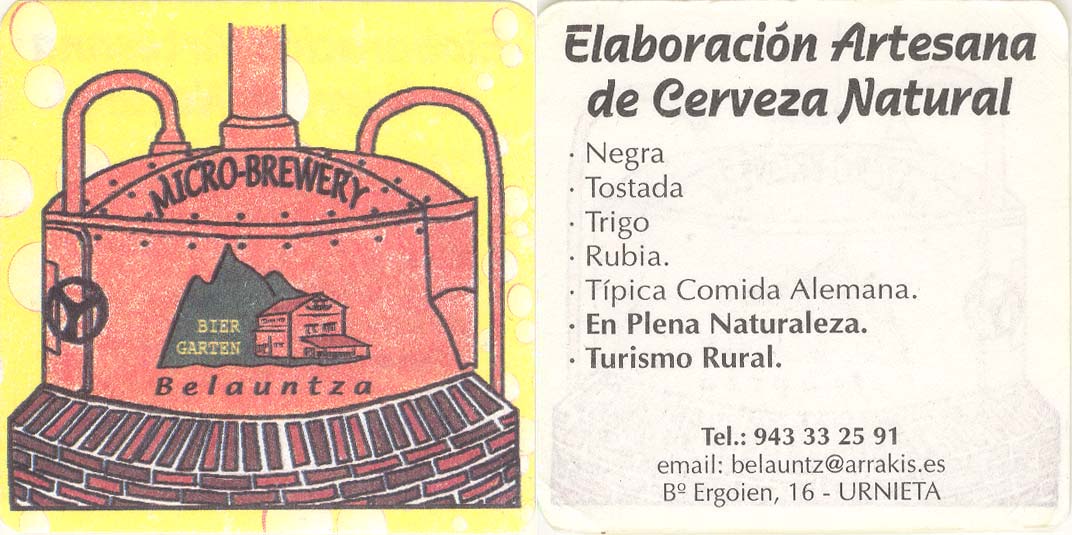 MICRO-BREWERY
BIER
GARTEN
Belauntza
Elaboración Artesana
de Cerveza Natural
· Negra
· Tostada
· Trigo
· Rubia.
· Típica Comida Alemana.
· En Plena Naturaleza.
· Turismo Rural.
Tel.: 943 33 25 91
email: belauntz@arrakis.es
Bº Ergoien, 16 - URNIETA